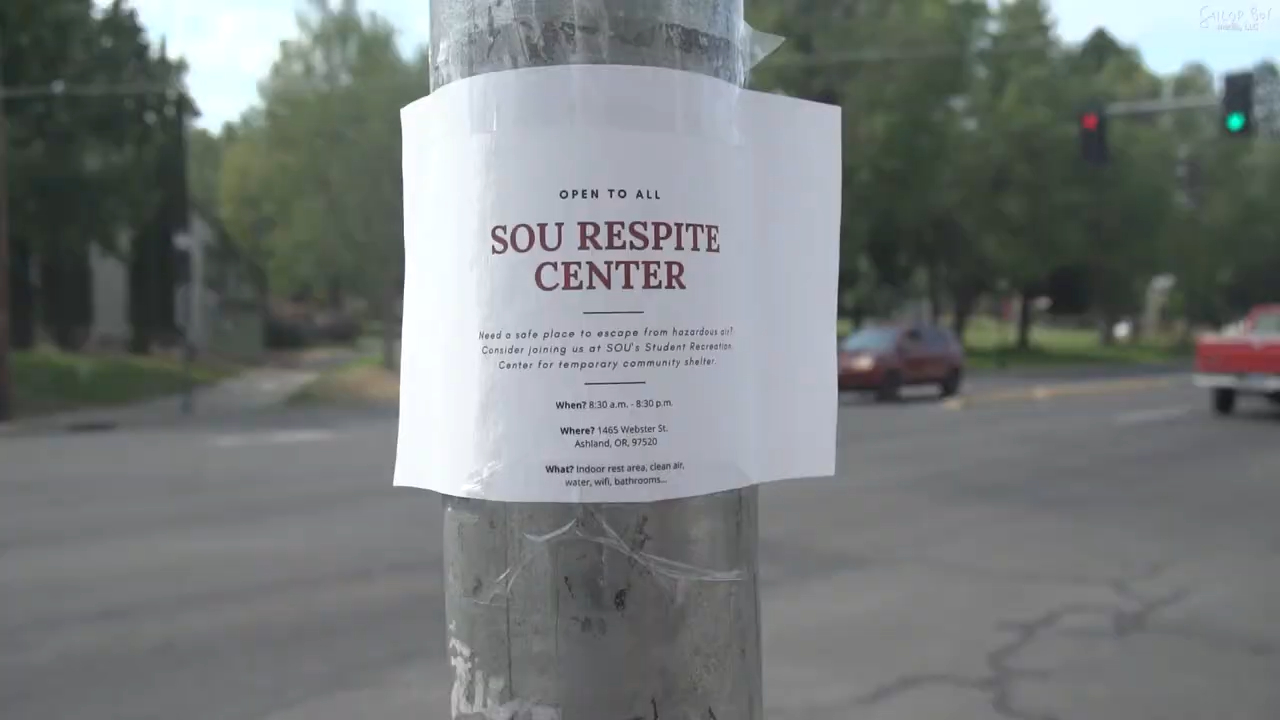 OPEN TO ALL
SOU RESPITE
CENTER
Need a safe place to escape from hazardous air?
Consider joining us at SOU's Student Recreation
Center for temporary community shelter.
When? 8:30 a.m. - 8:30 p.m.
Where? 1465 Webster St.
Ashland, OR, 97520
What? Indoor rest area, clean air,
water, wifi, bathrooms...